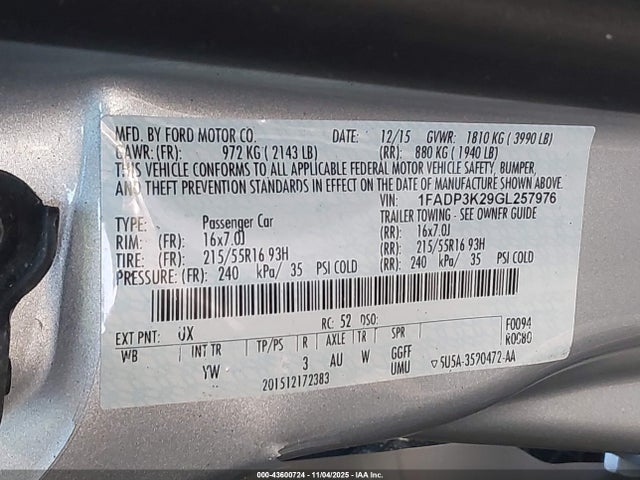 MFD. BY FORD MOTOR CO. DATE: 12/15 GVWR: 1810 KG ( 3990 LB)
GAWR: (FR): 972 KG ( 2143 LB) (RR): 880 KG ( 1940 LB)
THIS VEHICLE CONFORMS TO ALL APPLICABLE FEDERAL MOTOR VEHICLE SAFETY, BUMPER,
AND THEFT PREVENTION STANDARDS IN EFFECT ON THE DATE OF MANUFACTURE SHOWN ABOVE.
VIN: 1FADP3K29GL257976
TYPE: Passenger Car TRAILER TOWING - SEE OWNER GUIDE
RIM: (FR): 16x7.0J (RR): 16x7.0J
TIRE: (FR): 215/55R16 93H (RR): 215/55R16 93H
PRESSURE: (FR): 240 kPa/ 35 PSI COLD (RR): 240 kPa/ 35 PSI COLD
EXT PNT: UX RC: 52 DSO: F0094
WB INT TR TP/PS R AXLE TR SPR R0080
YW 3 AU W GGFF
UMU
201512172383 5U5A-3520472-AA
000-43600724 - 11/04/2025 - IAA Inc.